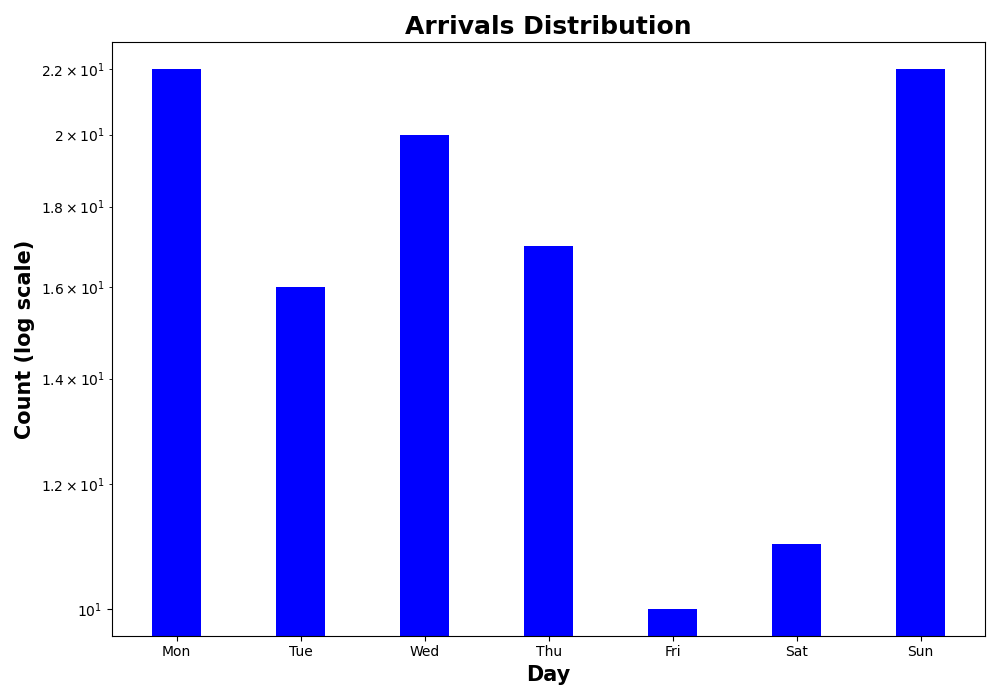 Arrivals Distribution
Count (log scale)
2.2 × 10¹
2 × 10¹
1.8 × 10¹
1.6 × 10¹
1.4 × 10¹
1.2 × 10¹
10¹
Mon Tue Wed Thu Fri Sat Sun
Day